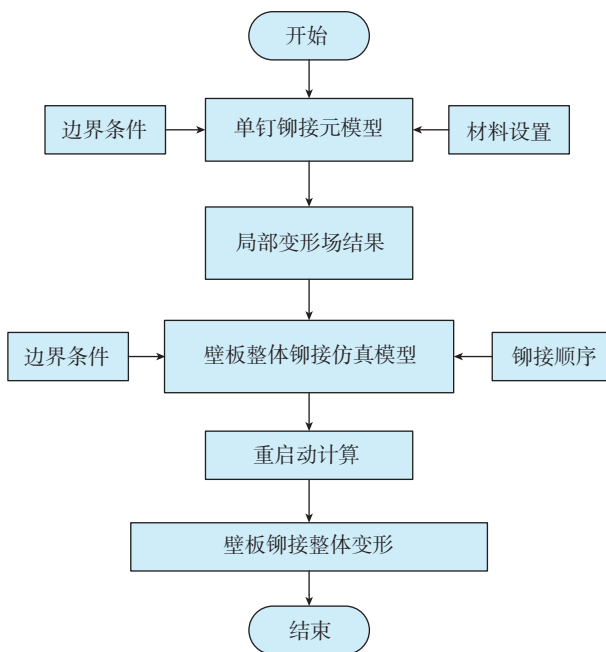 开始
边界条件
单钉铆接元模型
材料设置
局部变形场结果
边界条件
壁板整体铆接仿真模型
铆接顺序
重启动计算
壁板铆接整体变形
结束